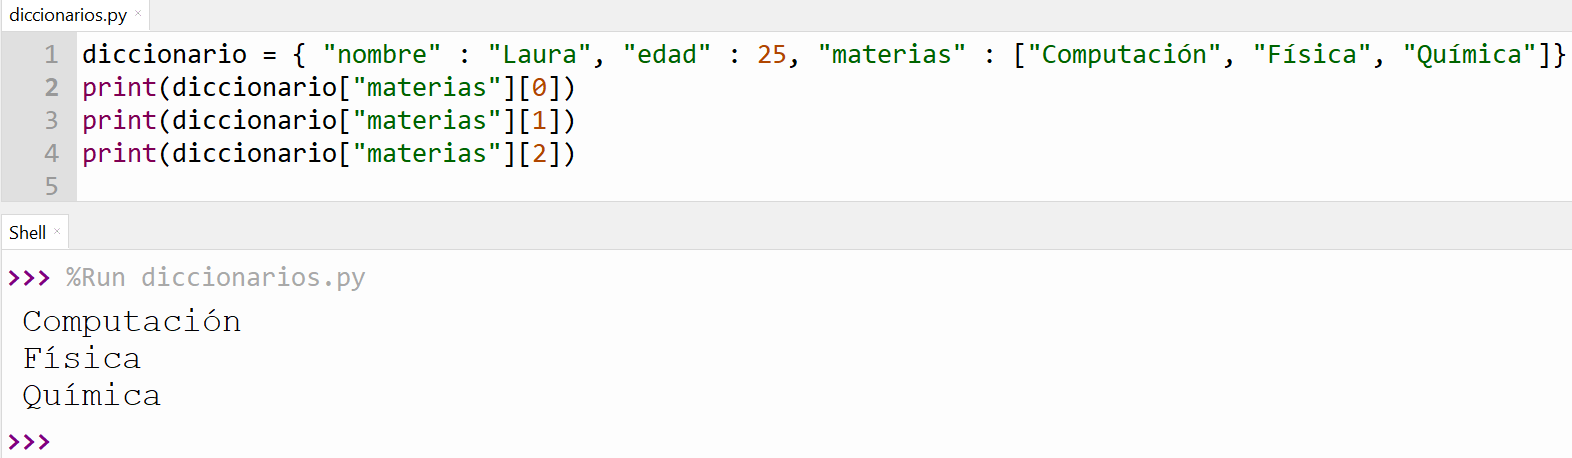 diccionarios.py ×
1 diccionario = { "nombre" : "Laura", "edad" : 25, "materias" : ["Computación", "Física", "Química"]}
2 print(diccionario["materias"][0])
3 print(diccionario["materias"][1])
4 print(diccionario["materias"][2])
5
Shell ×
>>> %Run diccionarios.py
Computación
Física
Química
>>>